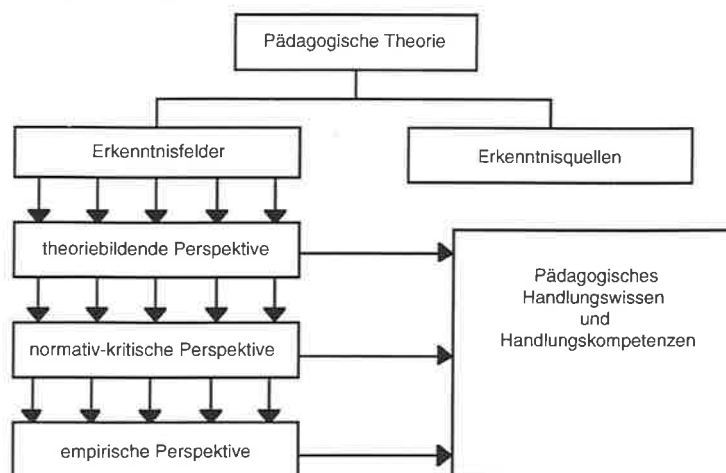 Pädagogische Theorie
Erkenntnisfelder
Erkenntnisquellen
theoriebildende Perspektive
normativ-kritische Perspektive
empirische Perspektive
Pädagogisches
Handlungswissen
und
Handlungskompetenzen